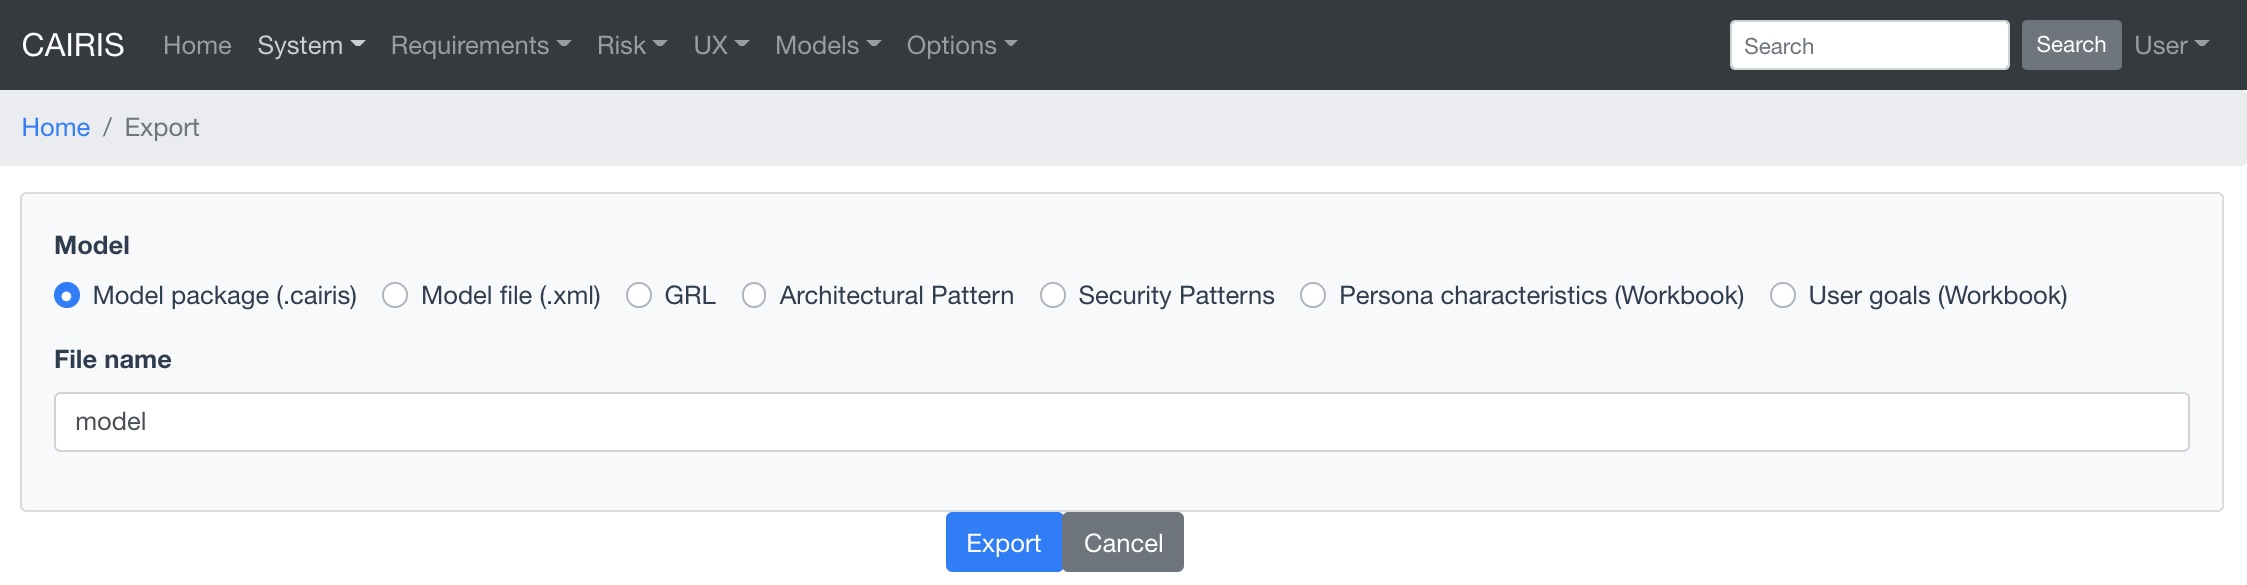 CAIRIS Home System Requirements Risk UX Models Options Search Search User
Home / Export
Model
Model package (.cairis) Model file (.xml) GRL Architectural Pattern Security Patterns Persona characteristics (Workbook) User goals (Workbook)
File name
model
Export Cancel